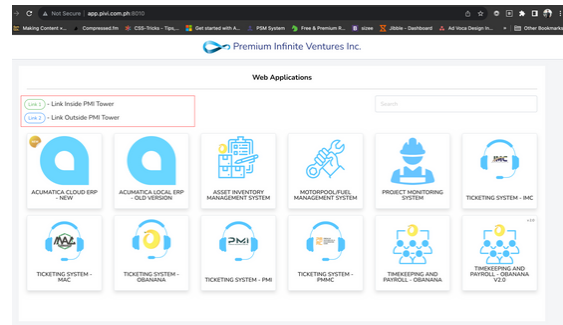 Not Secure | app.pivi.com.ph:8010
Making Content v...
Compressed.fm
CSS-Tricks - Tips,...
Get started with A...
PSM System
Free & Premium R...
sizee
Jibble - Dashboard
Ad Voca Design In...
Other Bookmarks
Premium Infinite Ventures Inc.
Web Applications
Link 1 - Link Inside PMI Tower
Link 2 - Link Outside PMI Tower
Search
ACUMATICA CLOUD ERP
- NEW
ACUMATICA LOCAL ERP
- OLD VERSION
ASSET INVENTORY
MANAGEMENT SYSTEM
MOTORPOOL/FUEL
MANAGEMENT SYSTEM
PROJECT MONITORING
SYSTEM
IMC
TICKETING SYSTEM - IMC
MAC
TICKETING SYSTEM -
MAC
TICKETING SYSTEM -
OBANANA
PMI
TICKETING SYSTEM - PMI
TICKETING SYSTEM -
PMMC
TIMEKEEPING AND
PAYROLL - OBANANA
TIMEKEEPING AND
PAYROLL - OBANANA
V2.0